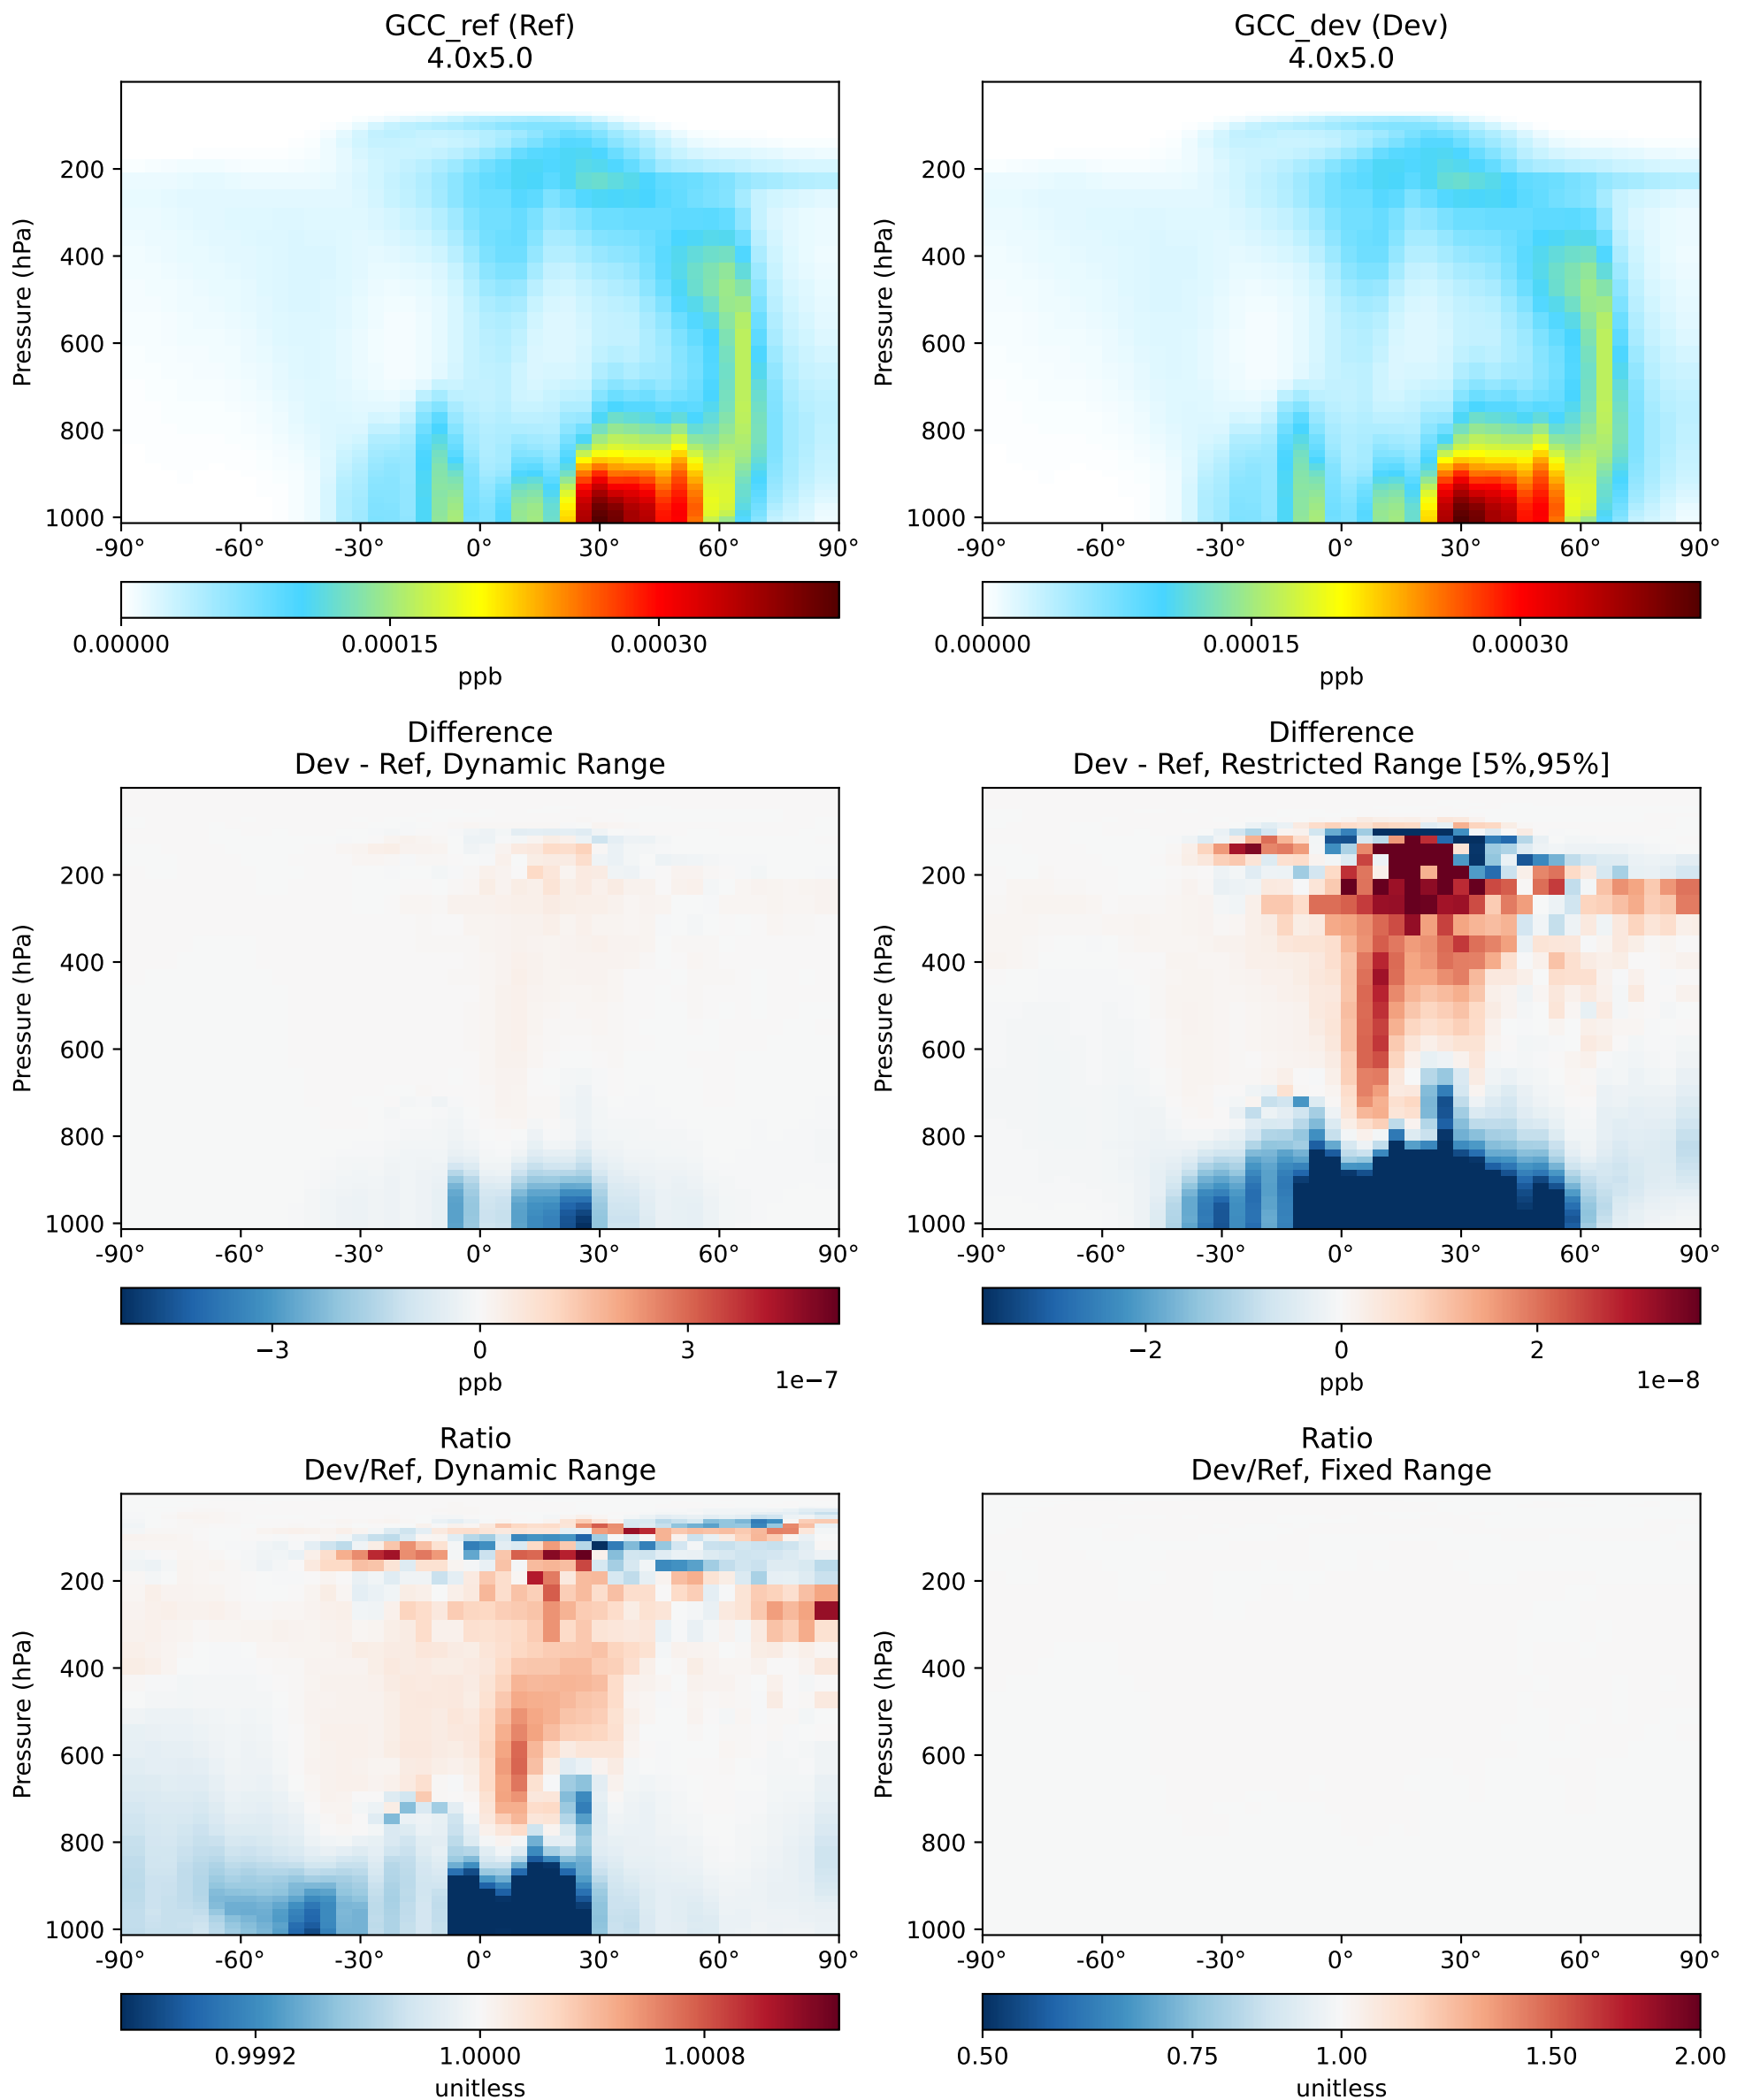 GCC_ref (Ref)
4.0x5.0
Pressure (hPa)
200
400
600
800
1000
-90° -60° -30° 0° 30° 60° 90°
0.00000 0.00015 0.00030
ppb
GCC_dev (Dev)
4.0x5.0
Pressure (hPa)
200
400
600
800
1000
-90° -60° -30° 0° 30° 60° 90°
0.00000 0.00015 0.00030
ppb
Difference
Dev - Ref, Dynamic Range
Pressure (hPa)
200
400
600
800
1000
-90° -60° -30° 0° 30° 60° 90°
−3 0 3
1e−7
ppb
Difference
Dev - Ref, Restricted Range [5%,95%]
Pressure (hPa)
200
400
600
800
1000
-90° -60° -30° 0° 30° 60° 90°
−2 0 2
1e−8
ppb
Ratio
Dev/Ref, Dynamic Range
Pressure (hPa)
200
400
600
800
1000
-90° -60° -30° 0° 30° 60° 90°
0.9992 1.0000 1.0008
unitless
Ratio
Dev/Ref, Fixed Range
Pressure (hPa)
200
400
600
800
1000
-90° -60° -30° 0° 30° 60° 90°
0.50 0.75 1.00 1.50 2.00
unitless